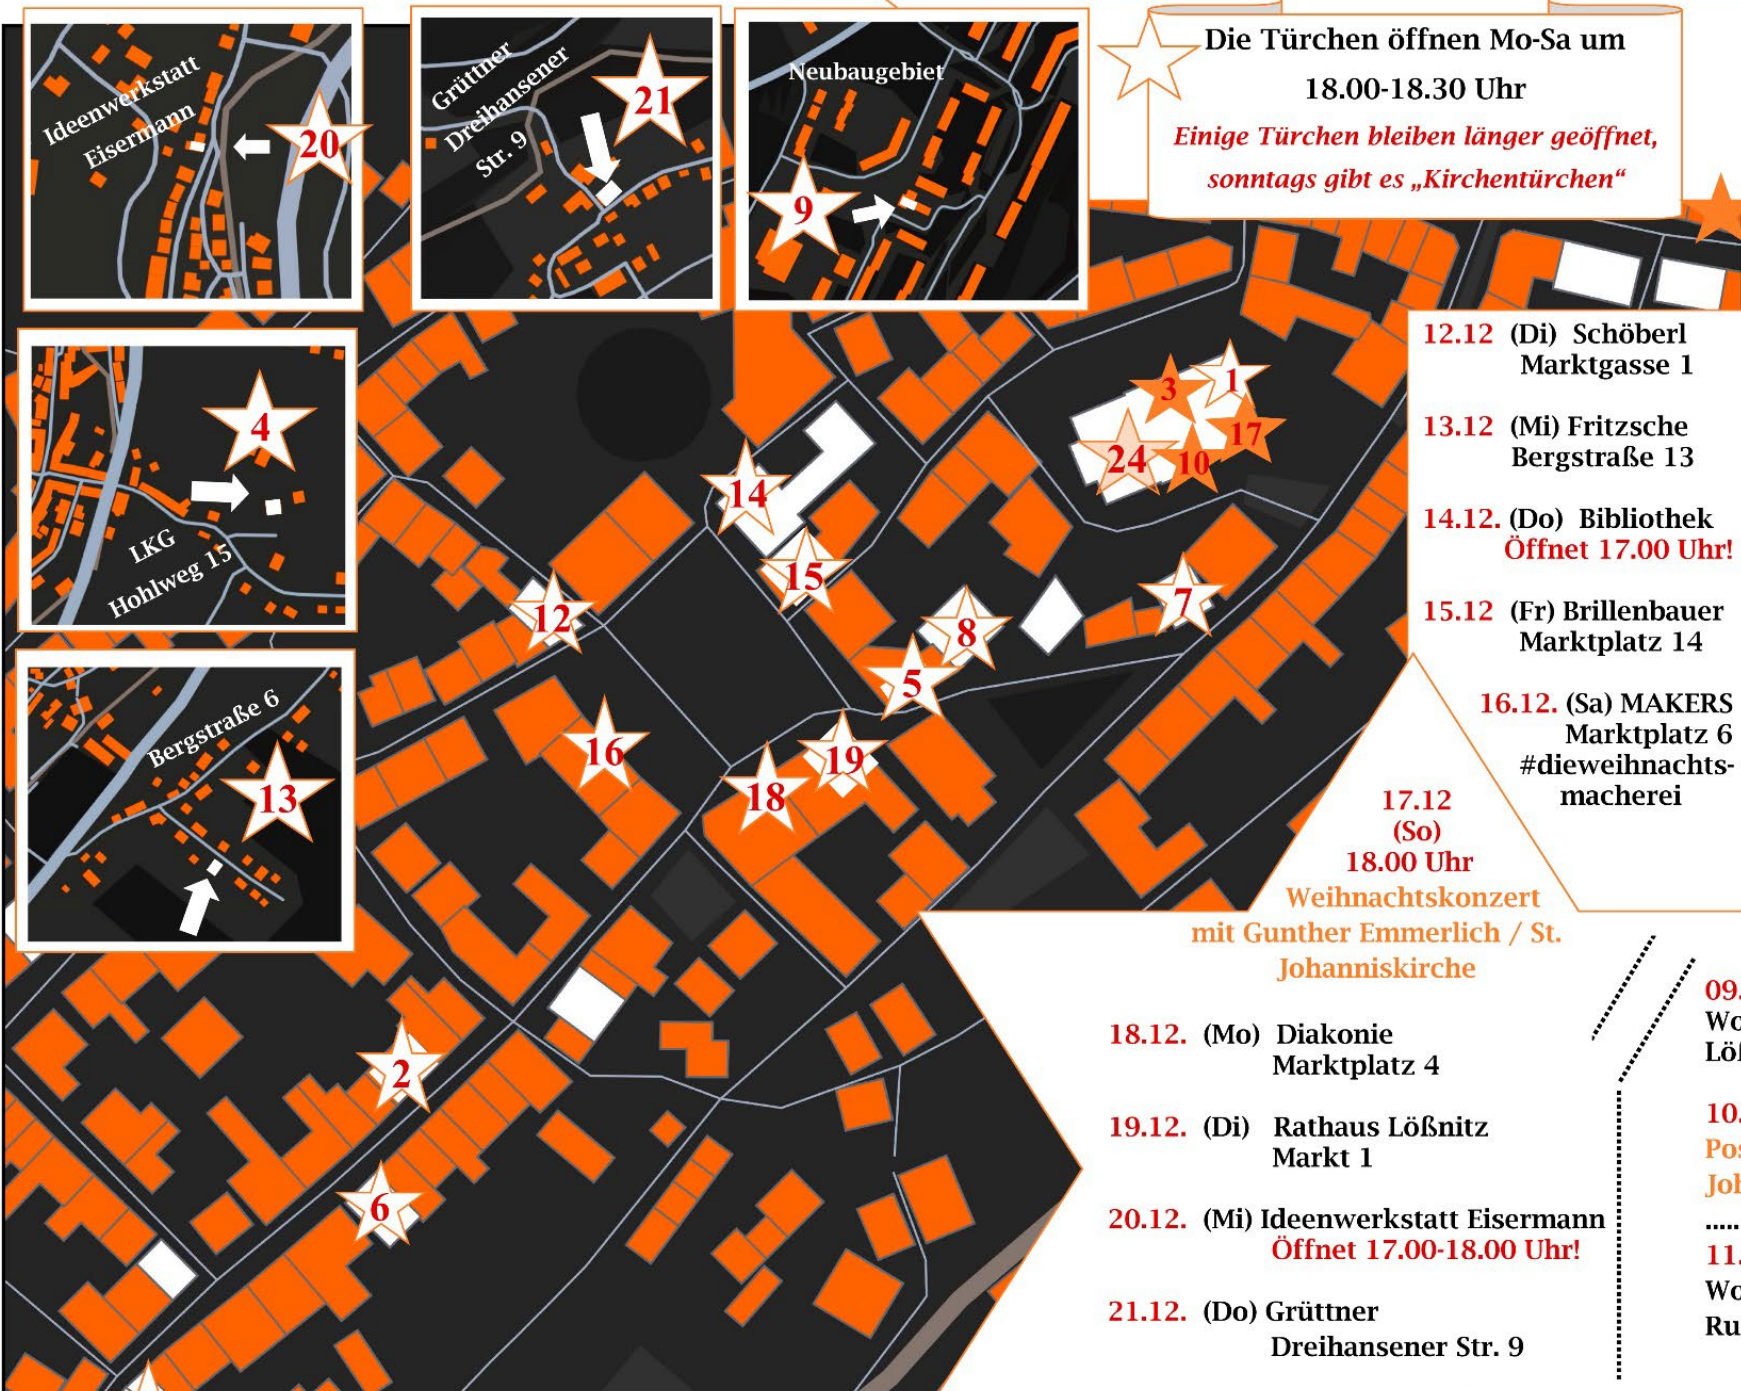 Ideenwerkstatt
Eisermann
20
Grüttner
Dreihansener
Str. 9
21
Neubaugebiet
9
Die Türchen öffnen Mo-Sa um
18.00-18.30 Uhr
Einige Türchen bleiben länger geöffnet,
sonntags gibt es „Kirchentürchen“
4
LKG
Hohlweg 15
Bergstraße 6
13
3
1
17
24
10
14
15
12
7
8
5
16
19
18
2
6
12.12 (Di) Schöberl
Marktgasse 1
13.12 (Mi) Fritzsche
Bergstraße 13
14.12. (Do) Bibliothek
Öffnet 17.00 Uhr!
15.12 (Fr) Brillenbauer
Marktplatz 14
16.12. (Sa) MAKERS
Marktplatz 6
#dieweihnachts-
macherei
17.12
(So)
18.00 Uhr
Weihnachtskonzert
mit Gunther Emmerlich / St.
Johanniskirche
18.12. (Mo) Diakonie
Marktplatz 4
19.12. (Di) Rathaus Lößnitz
Markt 1
20.12. (Mi) Ideenwerkstatt Eisermann
Öffnet 17.00-18.00 Uhr!
21.12. (Do) Grüttner
Dreihansener Str. 9
09.
10.
11.